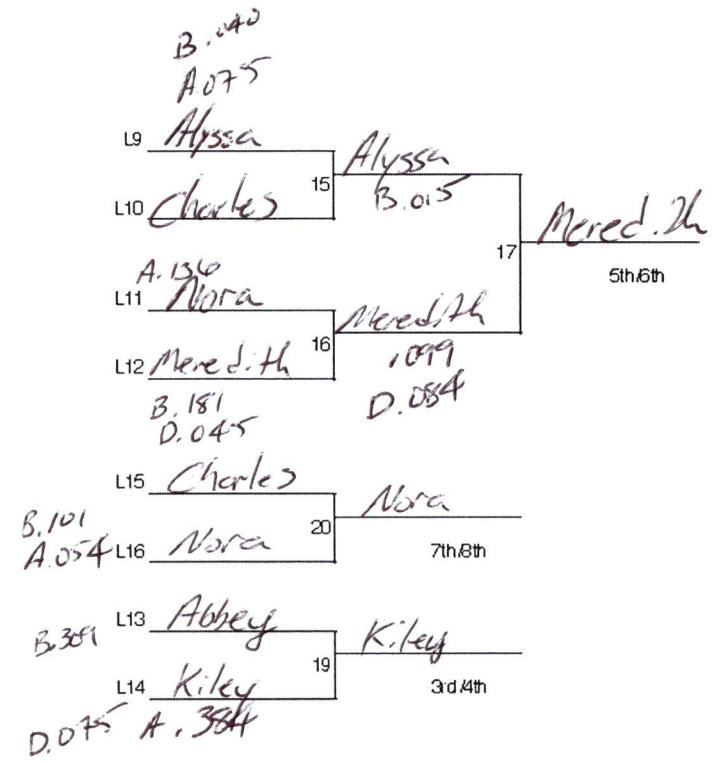 B .040
A.075
L9 Alyssa
15 Alyssa
B.015
L10 Charles
17 Mered.th
5th/6th
A.136
L11 Nora
16 Meredith
L12 Meredith
.099
D.084
B.181
D.045
L15 Charles
20 Nora
B.101
A.054 L16 Nora
7th/8th
L13 Abbey
19 Kiley
L14 Kiley
3rd/4th
D.075 A.384